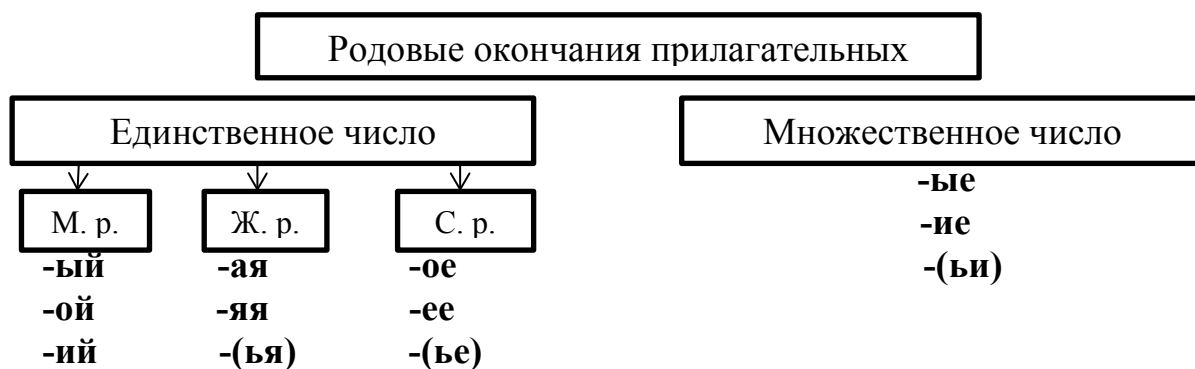 Родовые окончания прилагательных
Единственное число
Множественное число
М. р.
Ж. р.
С. р.
-ый
-ая
-ое
-ой
-яя
-ее
-ий
-(ья)
-(ье)
-ые
-ие
-(ьи)